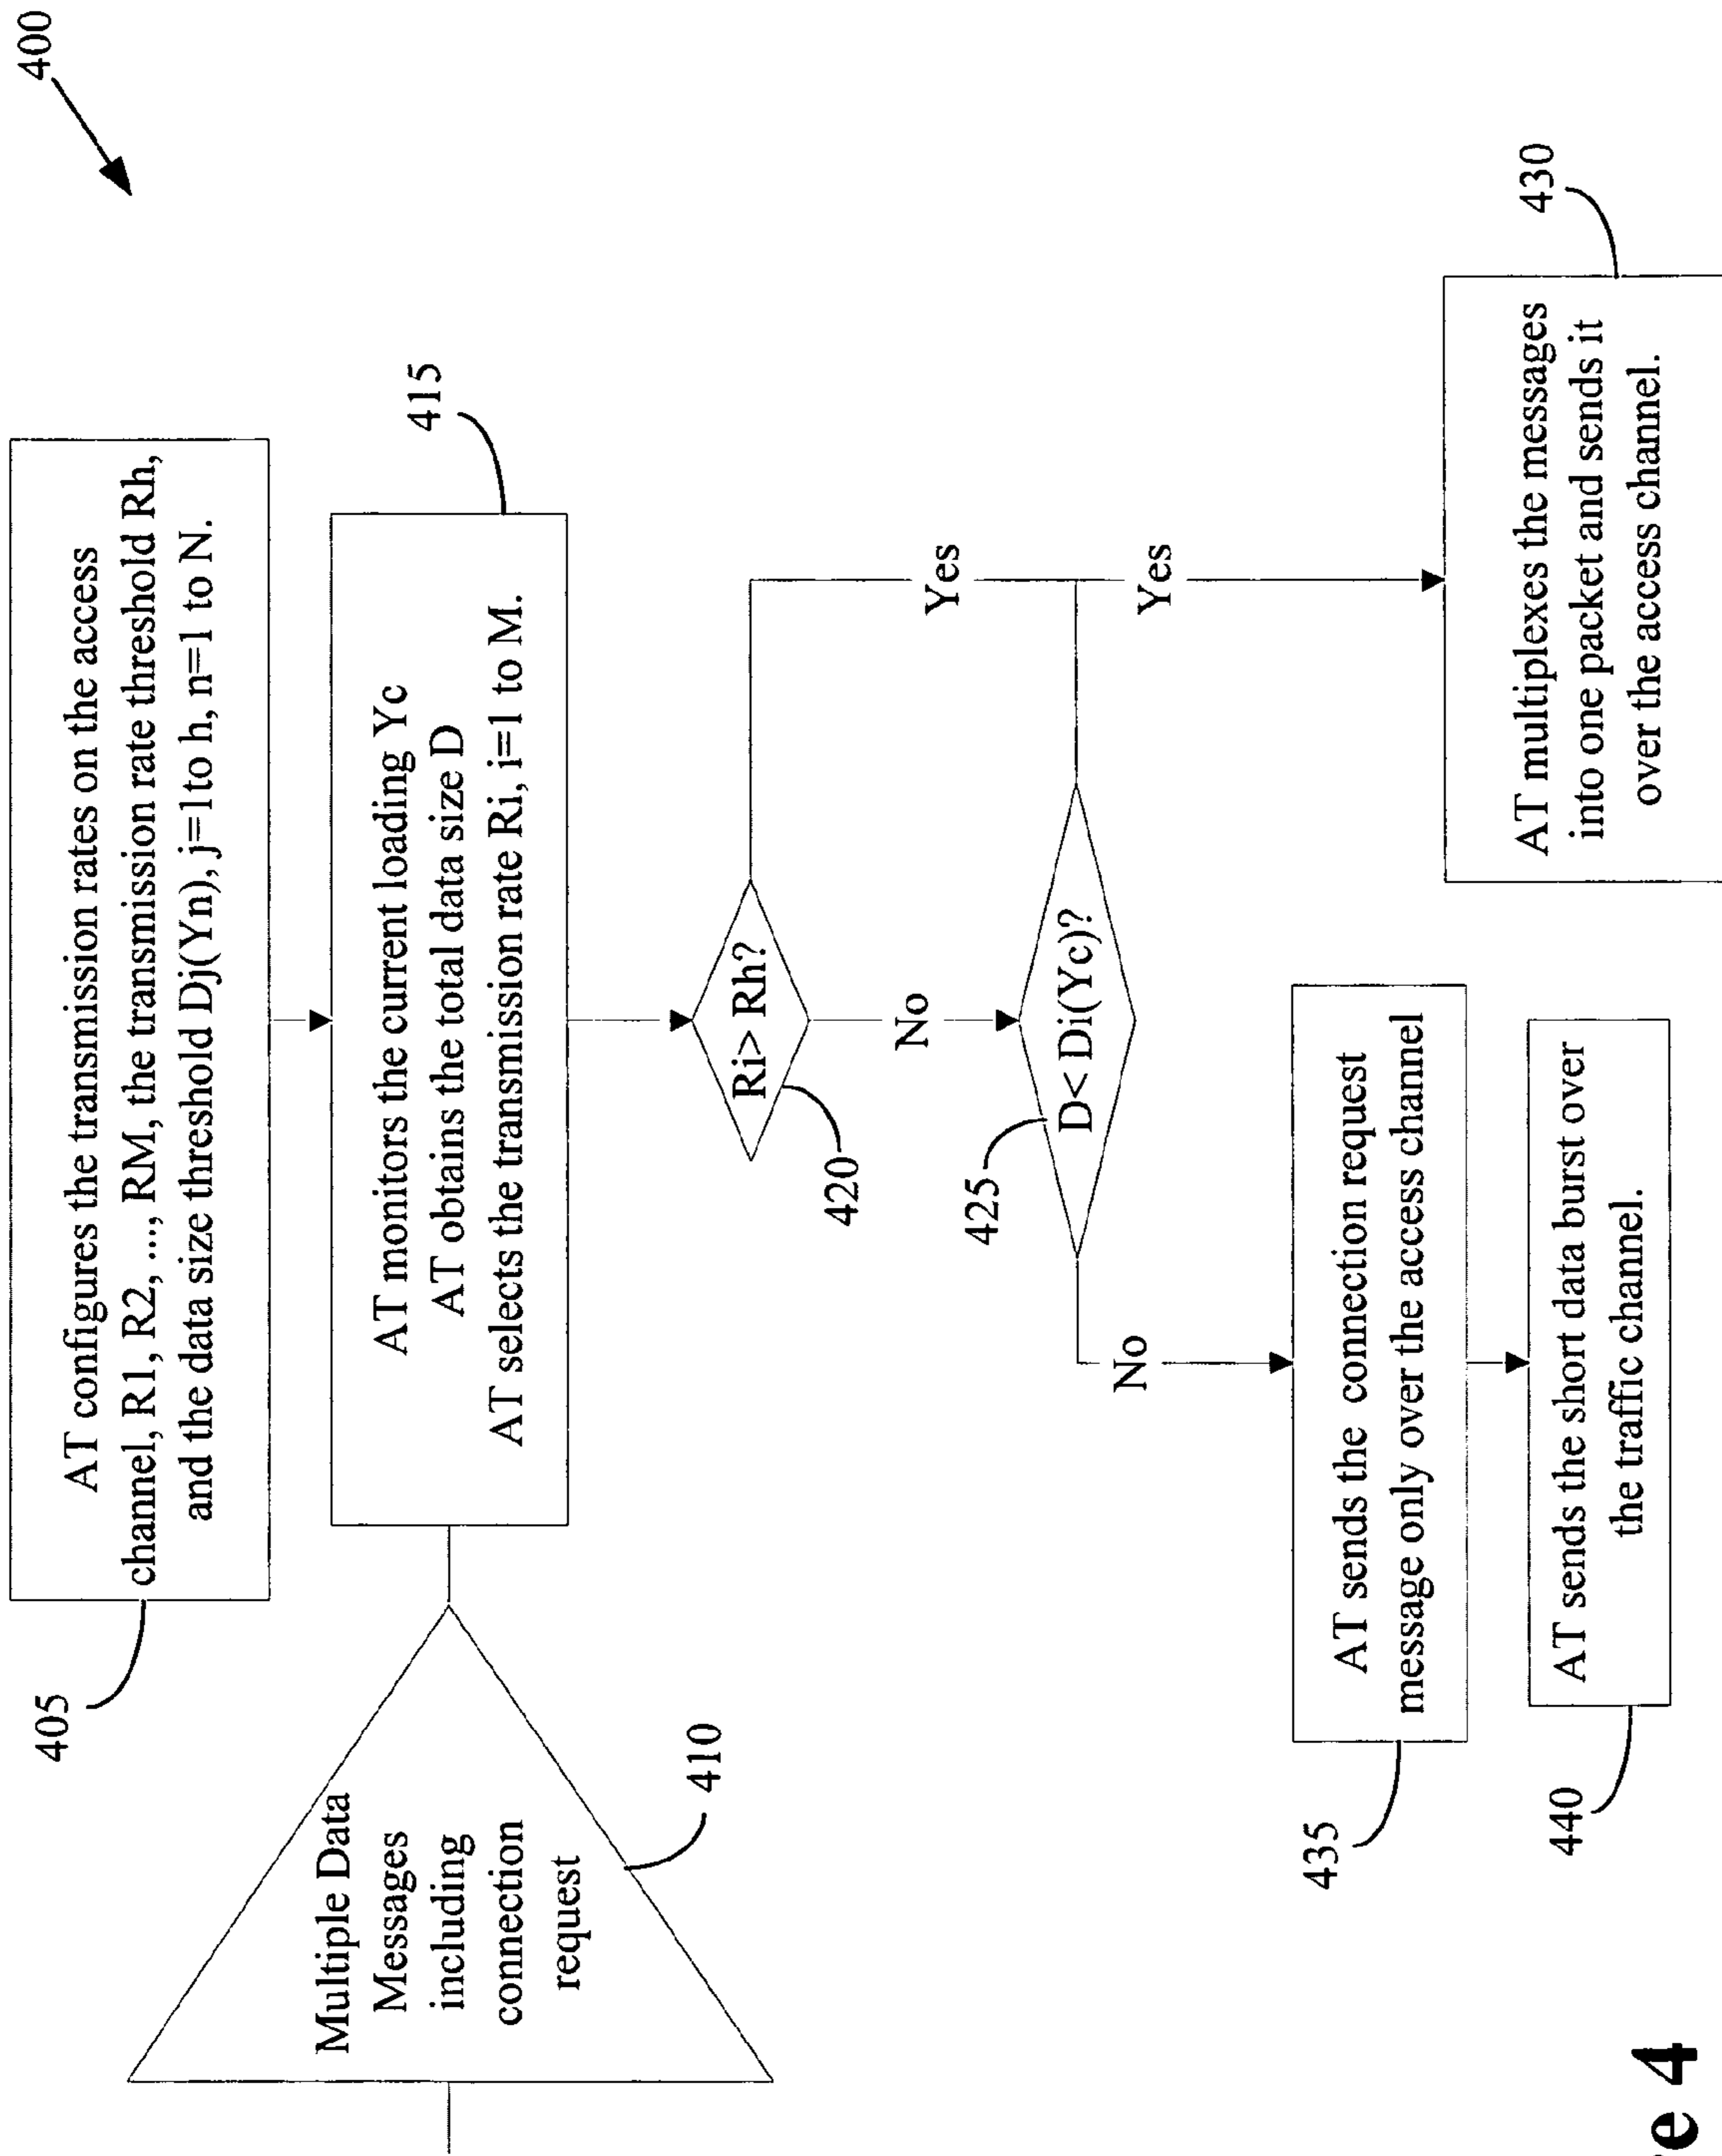 400
405
AT configures the transmission rates on the access
channel, R1, R2, ..., RM, the transmission rate threshold Rh,
and the data size threshold Dj(Yn), j=1to h, n=1 to N.
410
Multiple Data
Messages
including
connection
request
415
AT monitors the current loading Yc
AT obtains the total data size D
AT selects the transmission rate Ri, i=1 to M.
Ri> Rh?
420
Yes
No
425
D< Di(Yc)?
Yes
No
430
AT multiplexes the messages
into one packet and sends it
over the access channel.
435
AT sends the connection request
message only over the access channel
440
AT sends the short data burst over
the traffic channel.
e 4